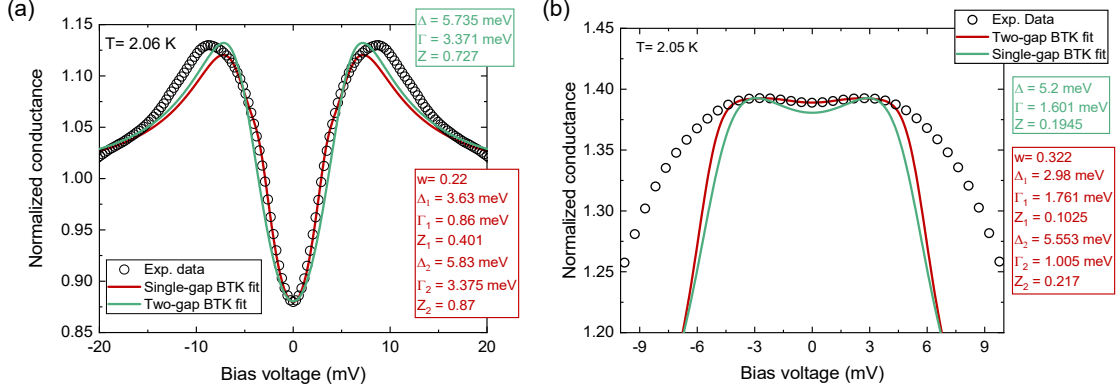 (a)
T= 2.06 K
Δ = 5.735 meV
Γ = 3.371 meV
Z = 0.727
w= 0.22
Δ1 = 3.63 meV
Γ1 = 0.86 meV
Z1 = 0.401
Δ2 = 5.83 meV
Γ2 = 3.375 meV
Z2 = 0.87
Exp. data
Single-gap BTK fit
Two-gap BTK fit
Normalized conductance
1.15
1.10
1.05
1.00
0.95
0.90
0.85
-20
-10
0
10
20
Bias voltage (mV)
(b)
T= 2.05 K
Exp. Data
Two-gap BTK fit
Single-gap BTK fit
Δ = 5.2 meV
Γ = 1.601 meV
Z = 0.1945
w= 0.322
Δ1 = 2.98 meV
Γ1 = 1.761 meV
Z1 = 0.1025
Δ2 = 5.553 meV
Γ2 = 1.005 meV
Z2 = 0.217
Normalized conductance
1.40
1.35
1.30
1.25
1.20
-9
-6
-3
0
3
6
9
Bias voltage (mV)